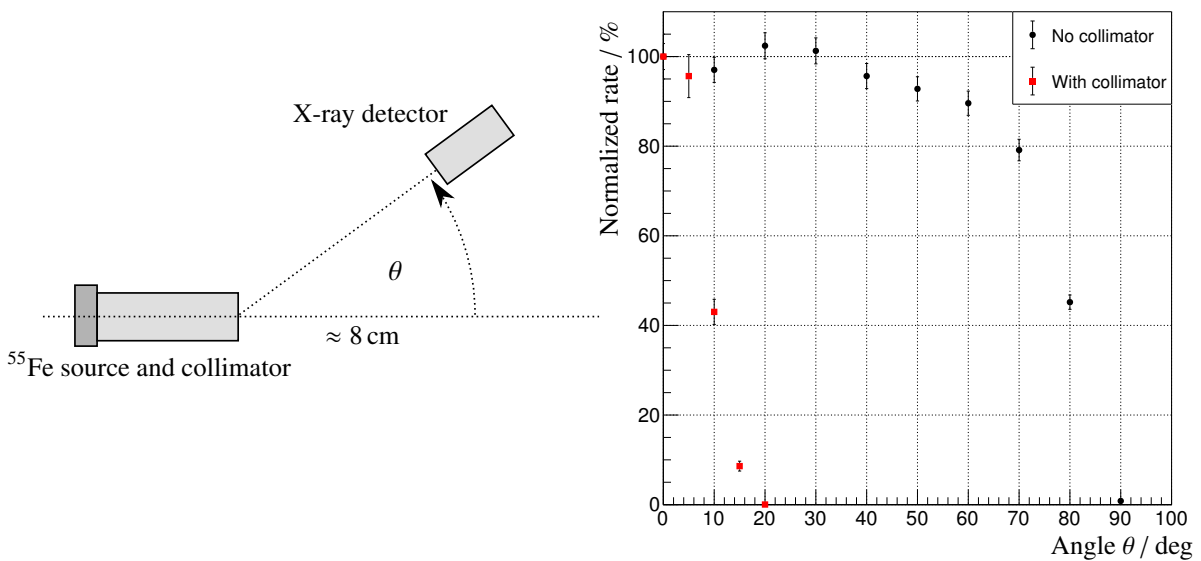 X-ray detector
θ
≈ 8 cm
⁵⁵Fe source and collimator
Normalized rate / %
100
80
60
40
20
0
No collimator
With collimator
0 10 20 30 40 50 60 70 80 90 100
Angle θ / deg